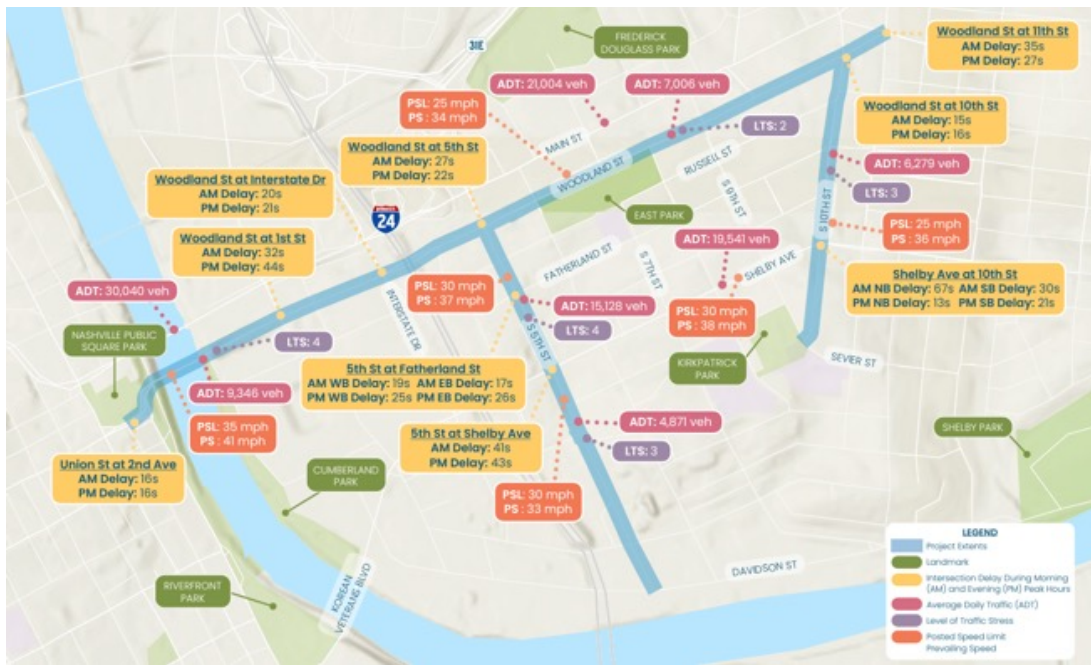 31E
FREDERICK
DOUGLASS PARK
Woodland St at 11th St
AM Delay: 35s
PM Delay: 27s
ADT: 21,004 veh
ADT: 7,006 veh
PSL: 25 mph
PS : 34 mph
LTS: 2
Woodland St at 10th St
AM Delay: 15s
PM Delay: 16s
MAIN ST
Woodland St at 5th St
AM Delay: 27s
PM Delay: 22s
WOODLAND ST
RUSSELL ST
ADT: 6,279 veh
LTS: 3
Woodland St at Interstate Dr
AM Delay: 20s
PM Delay: 21s
S 9TH ST
S 10TH ST
INTERSTATE
24
EAST PARK
PSL: 25 mph
PS : 36 mph
Woodland St at 1st St
AM Delay: 32s
PM Delay: 44s
FATHERLAND ST
S 7TH ST
ADT: 19,541 veh
SHELBY AVE
Shelby Ave at 10th St
AM NB Delay: 67s AM SB Delay: 30s
PM NB Delay: 13s PM SB Delay: 21s
ADT: 30,040 veh
PSL: 30 mph
PS : 37 mph
INTERSTATE DR
ADT: 15,128 veh
LTS: 4
PSL: 30 mph
PS : 38 mph
NASHVILLE PUBLIC
SQUARE PARK
LTS: 4
S 5TH ST
KIRKPATRICK
PARK
SEVIER ST
5th St at Fatherland St
AM WB Delay: 19s AM EB Delay: 17s
PM WB Delay: 25s PM EB Delay: 26s
ADT: 9,346 veh
ADT: 4,871 veh
LTS: 3
PSL: 35 mph
PS : 41 mph
5th St at Shelby Ave
AM Delay: 41s
PM Delay: 43s
SHELBY PARK
Union St at 2nd Ave
AM Delay: 16s
PM Delay: 16s
CUMBERLAND
PARK
PSL: 30 mph
PS : 33 mph
RIVERFRONT
PARK
KOREAN
VETERANS BLVD
DAVIDSON ST
LEGEND
Project Extents
Landmark
Intersection Delay During Morning
(AM) and Evening (PM) Peak Hours
Average Daily Traffic (ADT)
Level of Traffic Stress
Posted Speed Limit
Prevailing Speed